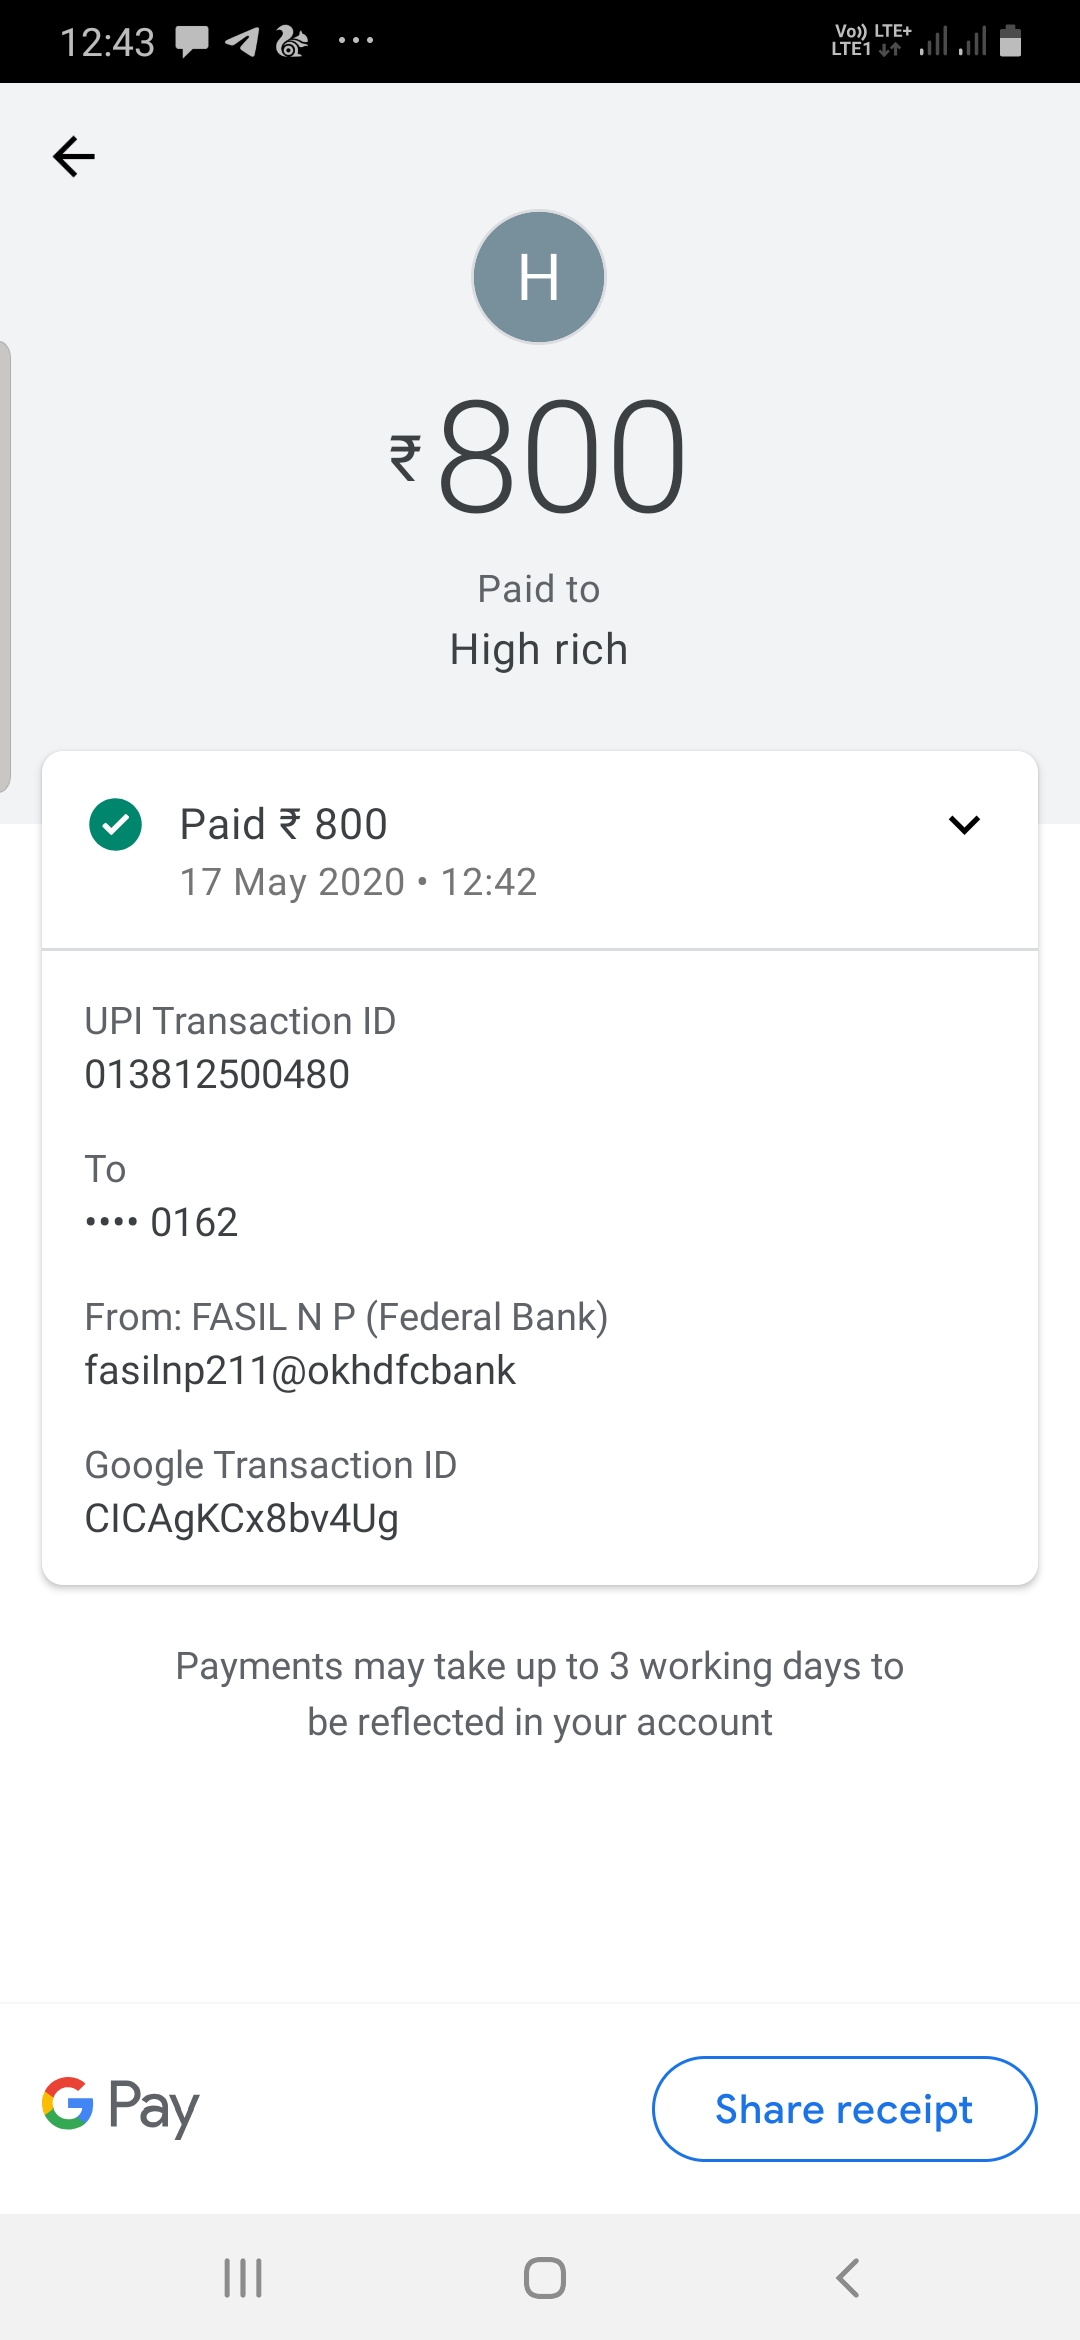 12:43
Vo)) LTE+
LTE1
H
₹800
Paid to
High rich
Paid ₹ 800
17 May 2020 • 12:42
UPI Transaction ID
013812500480
To
•••• 0162
From: FASIL N P (Federal Bank)
fasilnp211@okhdfcbank
Google Transaction ID
CICAgKCx8bv4Ug
Payments may take up to 3 working days to
be reflected in your account
G Pay
Share receipt